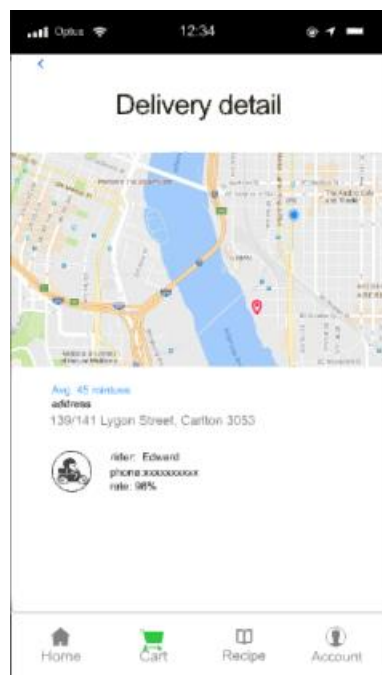 Optus
12:34
Delivery detail
Avg. 45 mintues
address
139/141 Lygon Street, Carlton 3053
rider: Edward
phone:xxxxxxxxxx
rate: 98%
Home
Cart
Recipe
Account